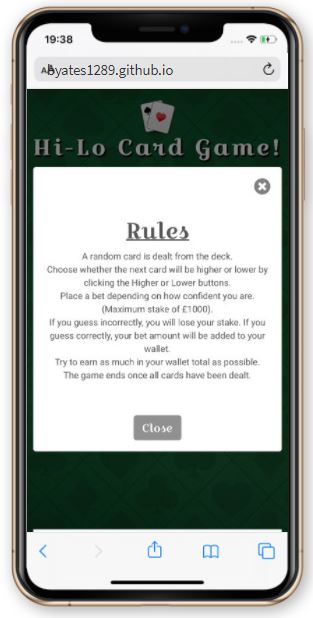 19:38
AA
byates1289.github.io
Hi-Lo Card Game!
Rules
A random card is dealt from the deck.
Choose whether the next card will be higher or lower by
clicking the Higher or Lower buttons.
Place a bet depending on how confident you are.
(Maximum stake of £1000).
If you guess incorrectly, you will lose your stake. If you
guess correctly, your bet amount will be added to your
wallet.
Try to earn as much in your wallet total as possible.
The game ends once all cards have been dealt.
Close